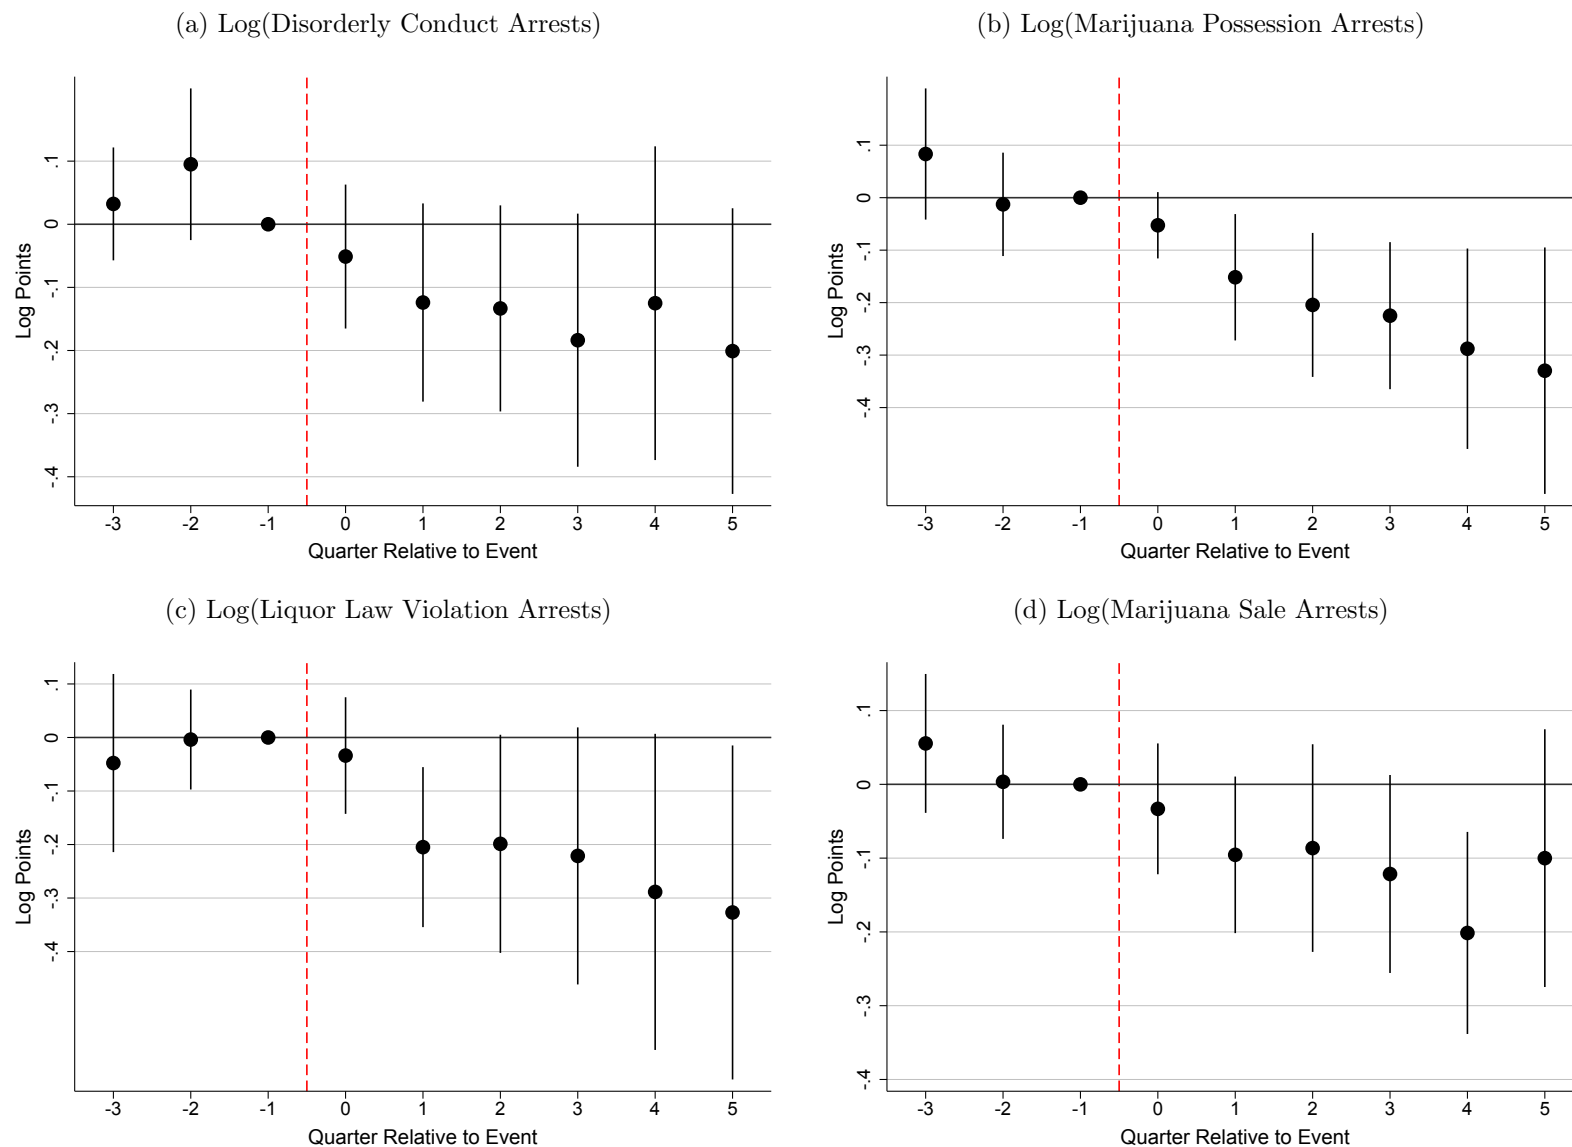 (a) Log(Disorderly Conduct Arrests)
Log Points
.1
0
-.1
-.2
-.3
-.4
-3 -2 -1 0 1 2 3 4 5
Quarter Relative to Event
(b) Log(Marijuana Possession Arrests)
Log Points
.1
0
-.1
-.2
-.3
-.4
-3 -2 -1 0 1 2 3 4 5
Quarter Relative to Event
(c) Log(Liquor Law Violation Arrests)
Log Points
.1
0
-.1
-.2
-.3
-.4
-3 -2 -1 0 1 2 3 4 5
Quarter Relative to Event
(d) Log(Marijuana Sale Arrests)
Log Points
.1
0
-.1
-.2
-.3
-.4
-3 -2 -1 0 1 2 3 4 5
Quarter Relative to Event